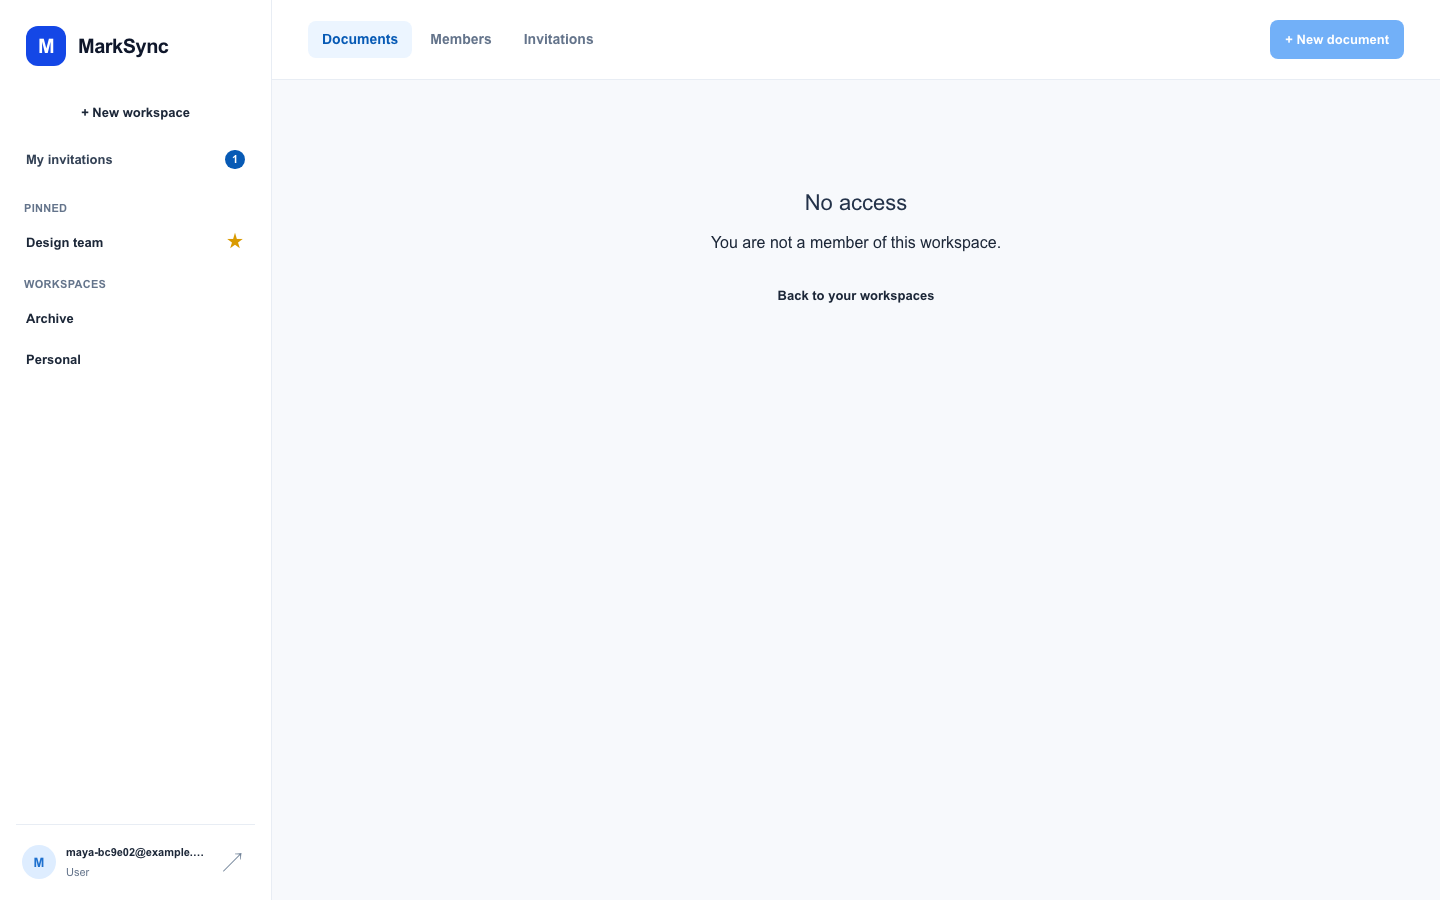 M MarkSync
+ New workspace
My invitations 1
PINNED
Design team
WORKSPACES
Archive
Personal
M maya-bc9e02@example....
User
Documents Members Invitations + New document
No access
You are not a member of this workspace.
Back to your workspaces